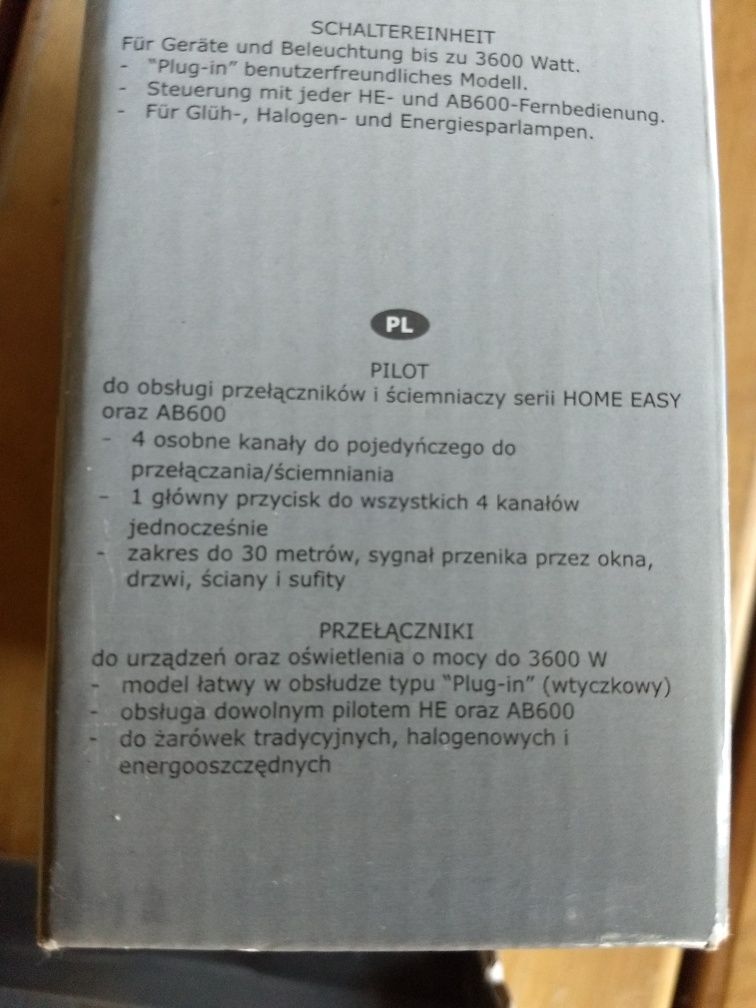 SCHALTEREINHEIT
Für Geräte und Beleuchtung bis zu 3600 Watt.
- "Plug-in" benutzerfreundliches Modell.
- Steuerung mit jeder HE- und AB600-Fernbedienung.
- Für Glüh-, Halogen- und Energiesparlampen.
PL
PILOT
do obsługi przełączników i ściemniaczy serii HOME EASY
oraz AB600
- 4 osobne kanały do pojedyńczego do
przełączania/ściemniania
- 1 główny przycisk do wszystkich 4 kanałów
jednocześnie
- zakres do 30 metrów, sygnał przenika przez okna,
drzwi, ściany i sufity
PRZEŁĄCZNIKI
do urządzeń oraz oświetlenia o mocy do 3600 W
- model łatwy w obsłudze typu "Plug-in" (wtyczkowy)
- obsługa dowolnym pilotem HE oraz AB600
- do żarówek tradycyjnych, halogenowych i
energooszczędnych